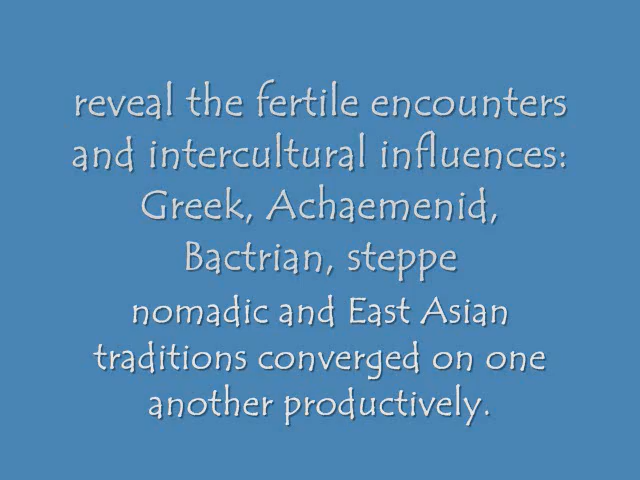 reveal the fertile encounters
and intercultural influences:
Greek, Achaemenid,
Bactrian, steppe
nomadic and East Asian
traditions converged on one
another productively.